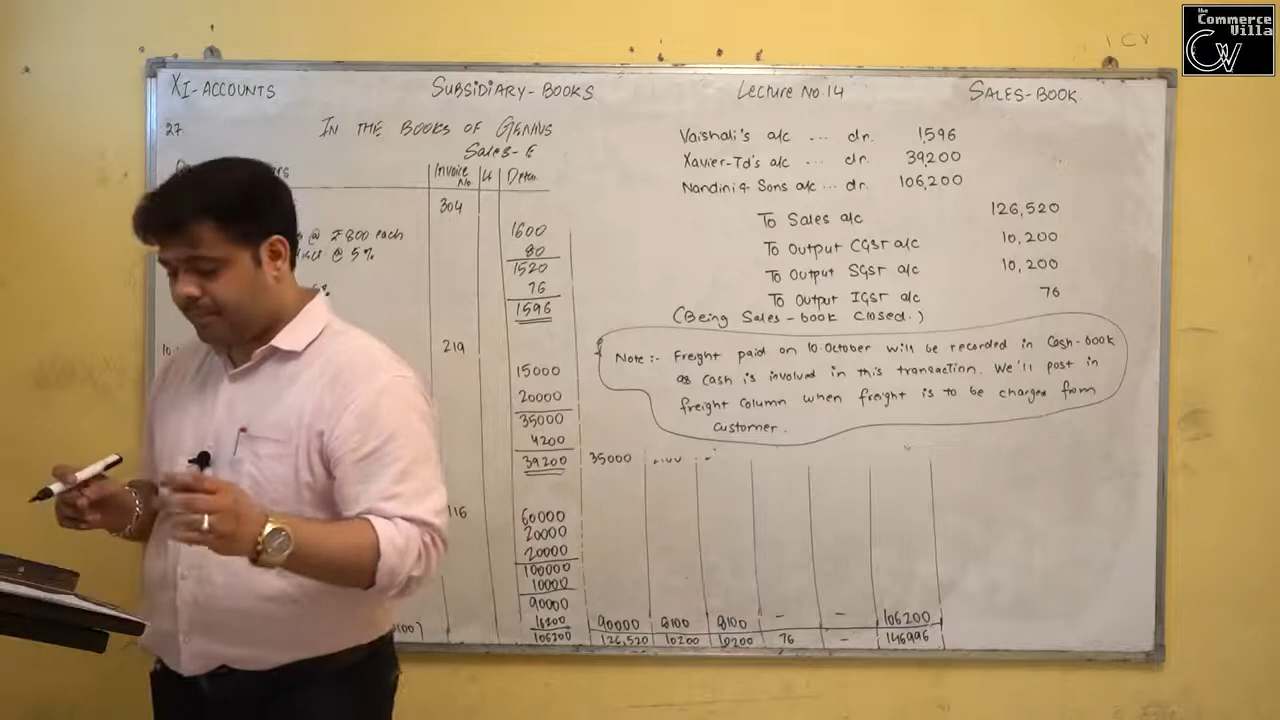 the
Commerce
Villa
CV
XI-ACCOUNTS
SUBSIDIARY-BOOKS
Lecture No. 14
SALES-BOOK
27.
IN THE BOOKS OF GENIUS
Sales-
Invoice No. Lf
304
@ ₹ 800 each
@ 5%
1600
80
1520
76
1596
10
219
15000
20000
35000
4200
39200 35000
116
60000
20000
20000
100000
10000
90000
16200 90000 8100 8100 - - 106200
106200 126,520 10200 10200 76 - 146996
Vaishali's a/c ... dr. 1596
Xavier-Td's a/c ... dr. 39,200
Nandini & Sons a/c ... dr. 106,200
To Sales a/c 126,520
To Output CGST a/c 10,200
To Output SGST a/c 10,200
To Output IGST a/c 76
(Being Sales-book closed.)
Note:- Freight paid on 10 October will be recorded in Cash-book
as cash is involved in this transaction. We'll post in
freight column when freight is to be charged from
customer.